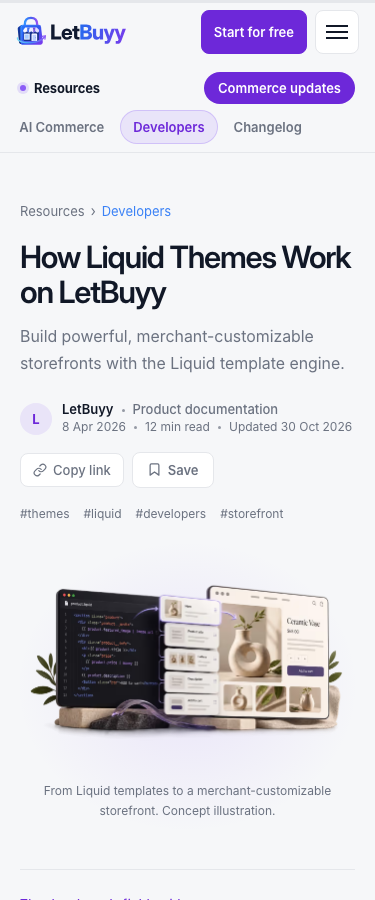 LetBuyy
Start for free
Resources
Commerce updates
AI Commerce
Developers
Changelog
Resources › Developers
How Liquid Themes Work
on LetBuyy
Build powerful, merchant-customizable
storefronts with the Liquid template engine.
L
LetBuyy • Product documentation
8 Apr 2026 • 12 min read • Updated 30 Oct 2026
Copy link
Save
#themes #liquid #developers #storefront
Ceramic Vase
From Liquid templates to a merchant-customizable
storefront. Concept illustration.